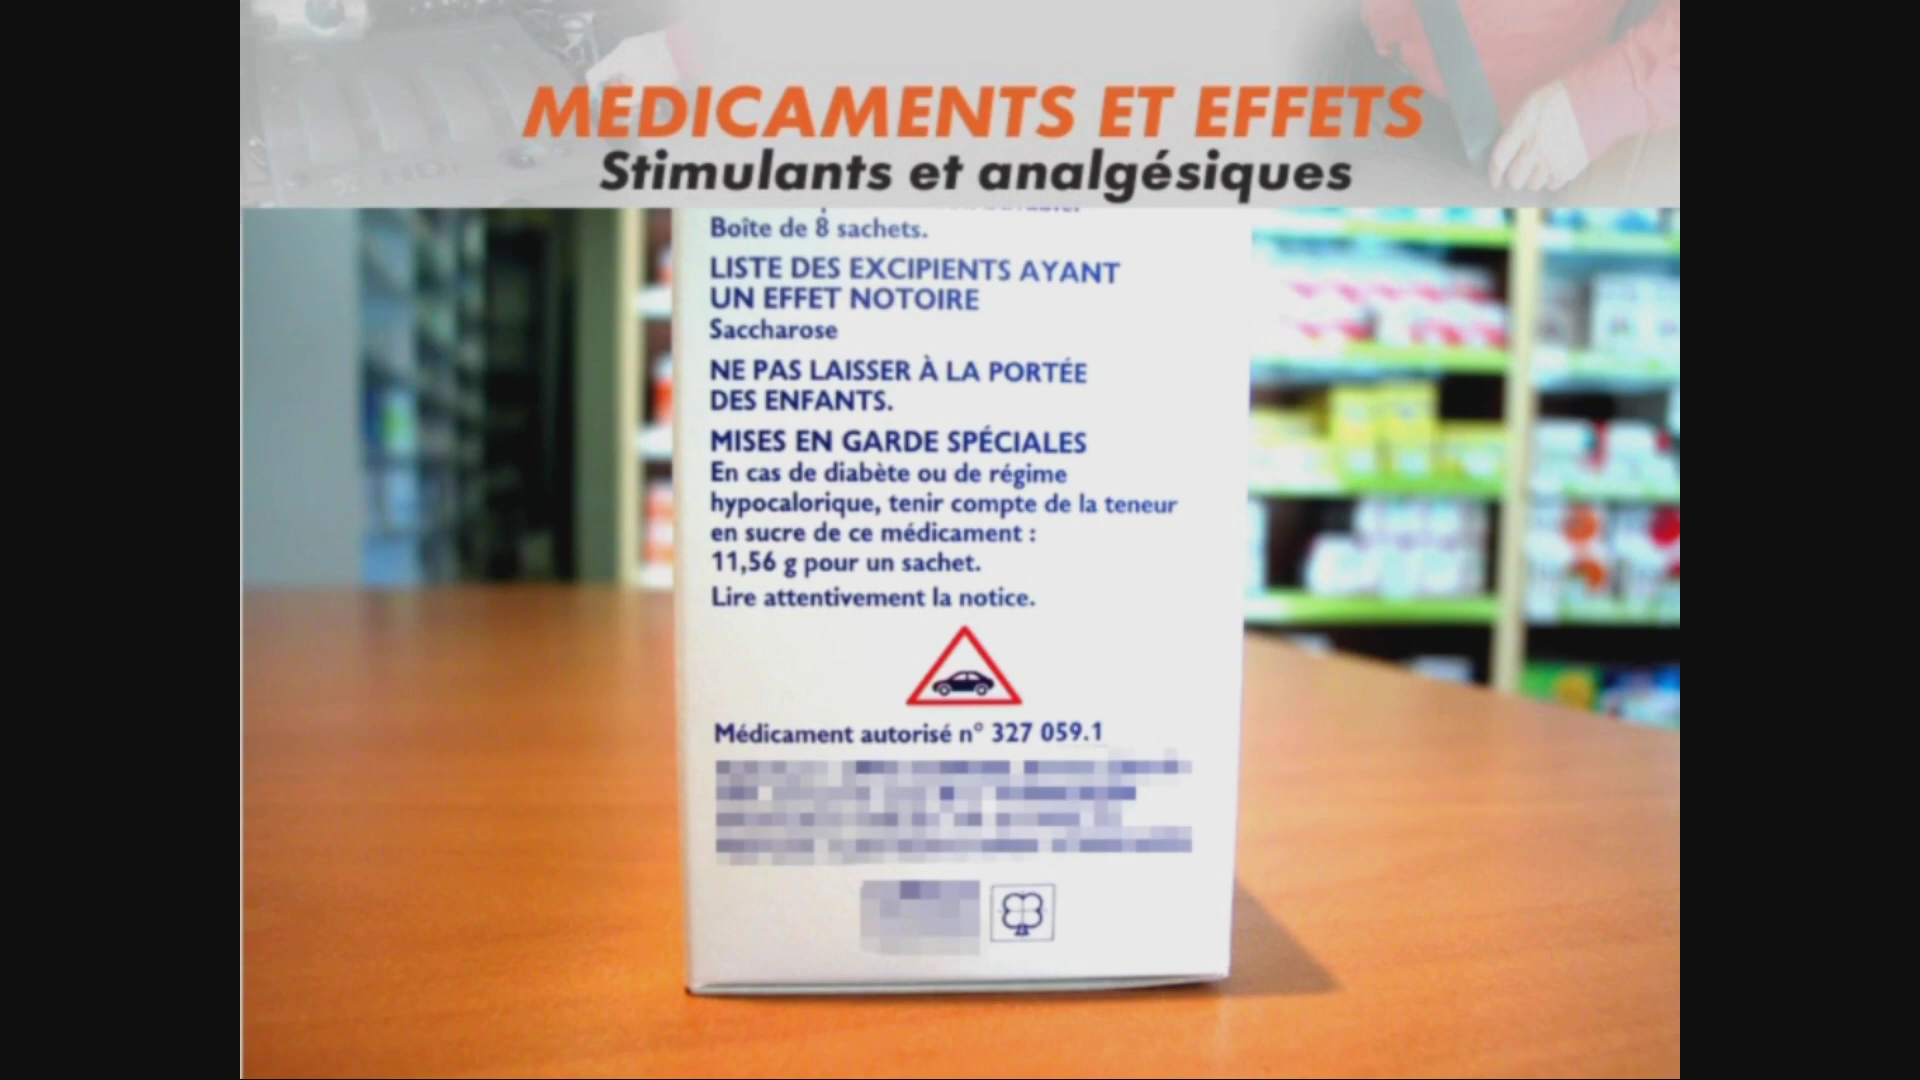 MEDICAMENTS ET EFFETS
Stimulants et analgésiques
Boîte de 8 sachets.
LISTE DES EXCIPIENTS AYANT
UN EFFET NOTOIRE
Saccharose
NE PAS LAISSER À LA PORTÉE
DES ENFANTS.
MISES EN GARDE SPÉCIALES
En cas de diabète ou de régime
hypocalorique, tenir compte de la teneur
en sucre de ce médicament :
11,56 g pour un sachet.
Lire attentivement la notice.
Médicament autorisé n° 327 059.1